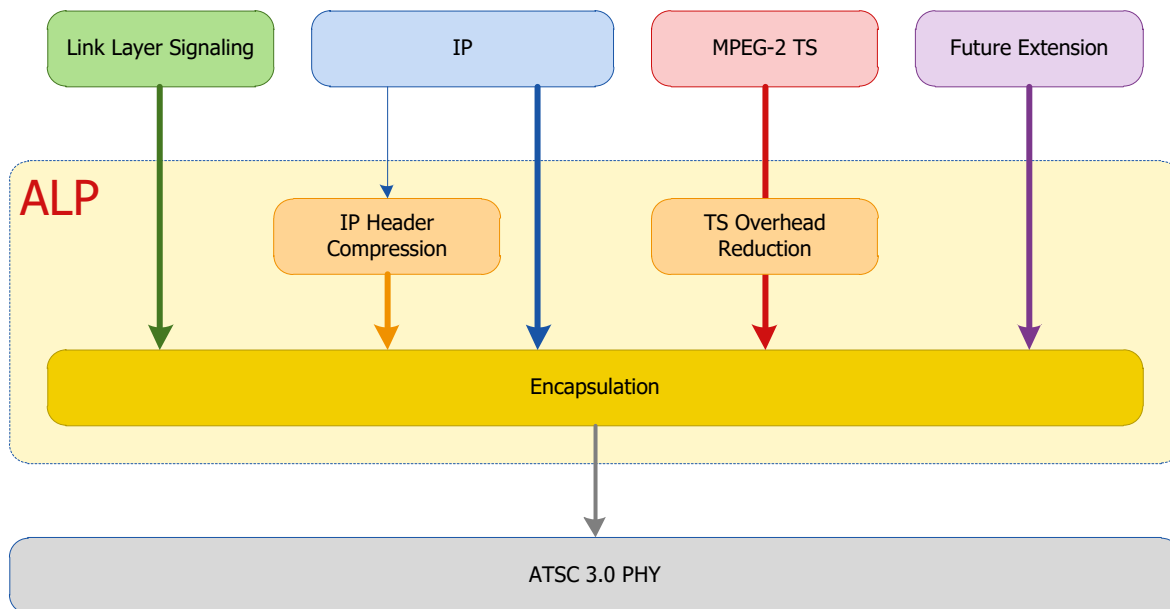 Link Layer Signaling
IP
MPEG-2 TS
Future Extension
ALP
IP Header
Compression
TS Overhead
Reduction
Encapsulation
ATSC 3.0 PHY